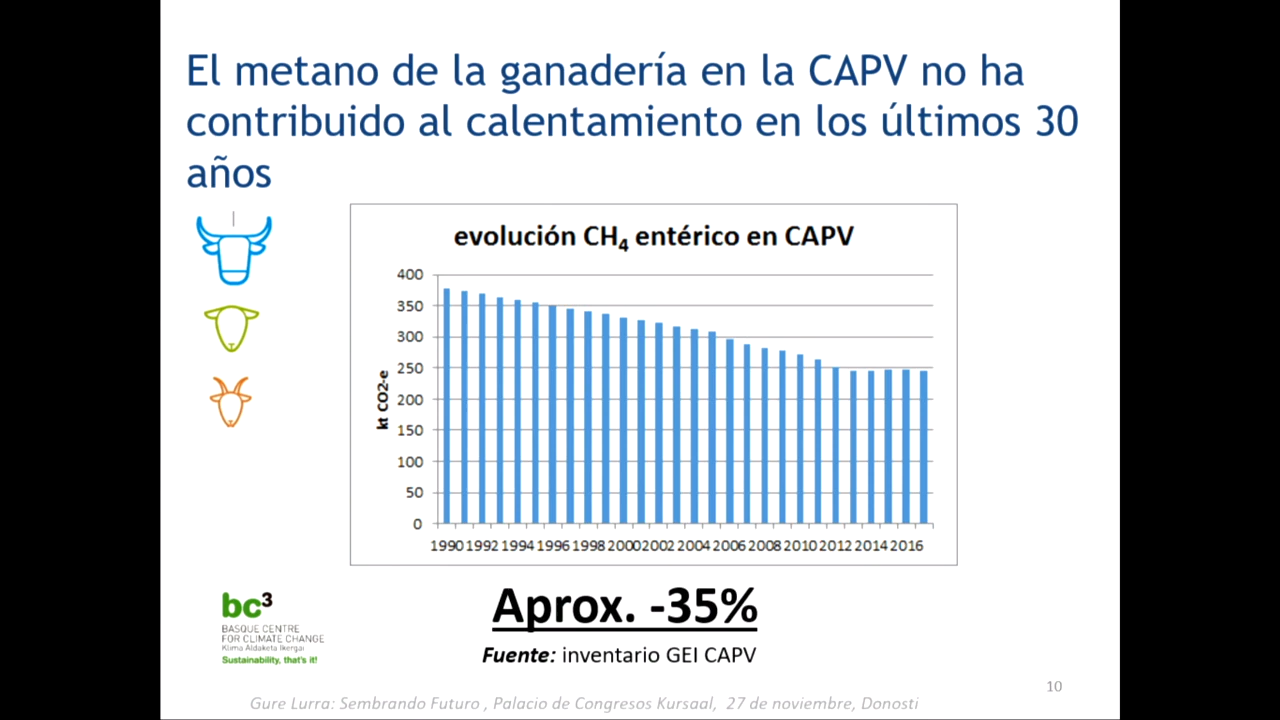 El metano de la ganadería en la CAPV no ha
contribuido al calentamiento en los últimos 30
años
evolución CH₄ entérico en CAPV
kt CO2-e
400
350
300
250
200
150
100
50
0
1990 1992 1994 1996 1998 2000 2002 2004 2006 2008 2010 2012 2014 2016
Aprox. -35%
Fuente: inventario GEI CAPV
bc³
BASQUE CENTRE
FOR CLIMATE CHANGE
Klima Aldaketa Ikergai
Sustainability, that's it!
10
Gure Lurra: Sembrando Futuro , Palacio de Congresos Kursaal, 27 de noviembre, Donosti